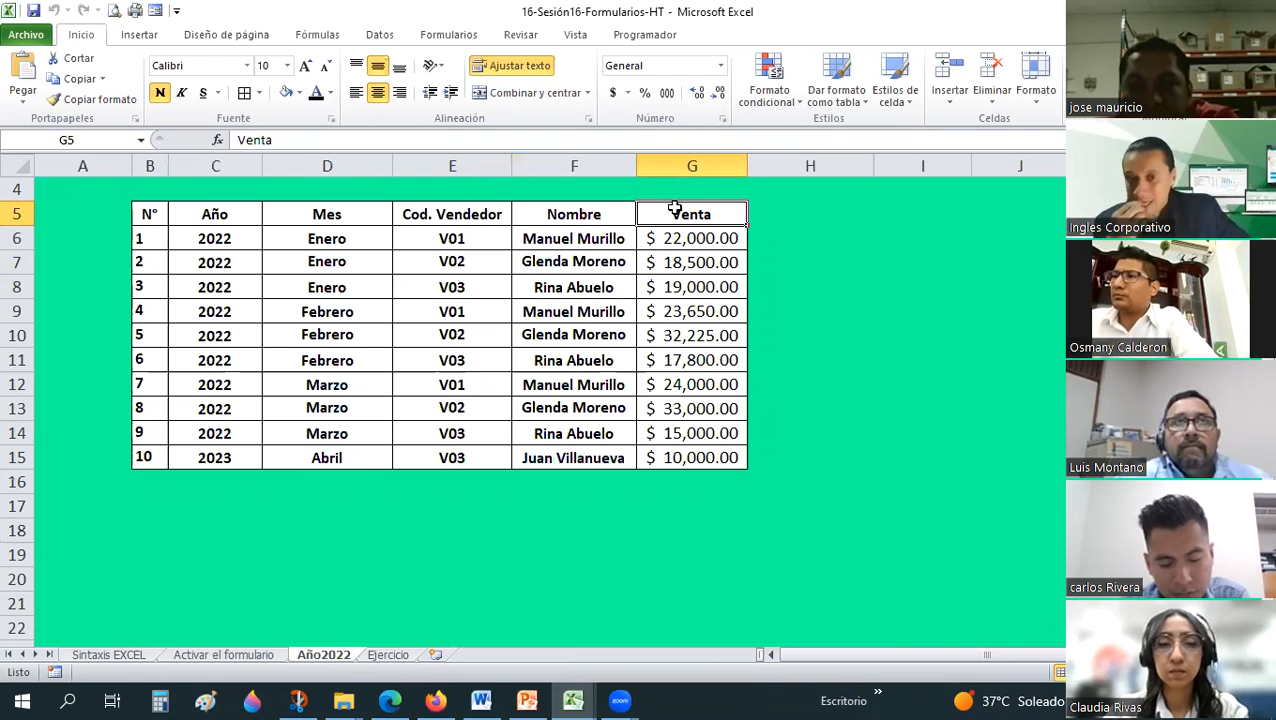 16-Sesión16-Formularios-HT - Microsoft Excel
Archivo Inicio Insertar Diseño de página Fórmulas Datos Formularios Revisar Vista Programador
Cortar
Copiar
Copiar formato
Pegar
Portapapeles
Calibri 10
N K S
Fuente
Ajustar texto
Combinar y centrar
Alineación
General
$ % 000
Número
Formato condicional
Dar formato como tabla
Estilos de celda
Estilos
Insertar Eliminar Formato
Celdas
G5 fx Venta
A B C D E F G H I J
4
5 N° Año Mes Cod. Vendedor Nombre Venta
6 1 2022 Enero V01 Manuel Murillo $ 22,000.00
7 2 2022 Enero V02 Glenda Moreno $ 18,500.00
8 3 2022 Enero V03 Rina Abuelo $ 19,000.00
9 4 2022 Febrero V01 Manuel Murillo $ 23,650.00
10 5 2022 Febrero V02 Glenda Moreno $ 32,225.00
11 6 2022 Febrero V03 Rina Abuelo $ 17,800.00
12 7 2022 Marzo V01 Manuel Murillo $ 24,000.00
13 8 2022 Marzo V02 Glenda Moreno $ 33,000.00
14 9 2022 Marzo V03 Rina Abuelo $ 15,000.00
15 10 2023 Abril V03 Juan Villanueva $ 10,000.00
16
17
18
19
20
21
22
Sintaxis EXCEL Activar el formulario Año2022 Ejercicio
Listo
zoom
Escritorio »
37°C Soleado
jose mauricio
Ingles Corporativo
Osmany Calderon
Luis Montano
carlos Rivera
Claudia Rivas